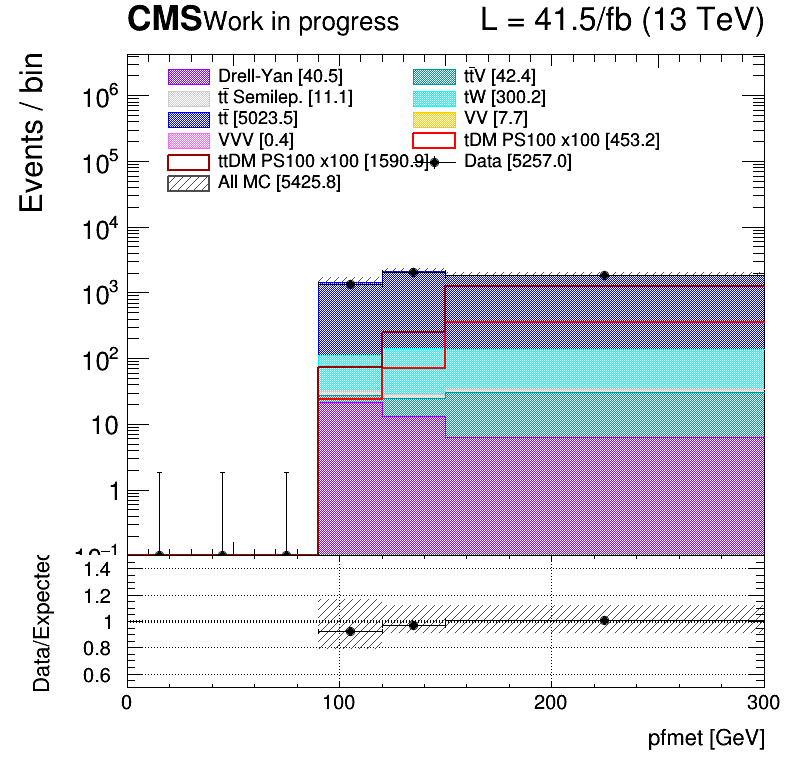 CMS Work in progress L = 41.5/fb (13 TeV)
Events / bin
Drell-Yan [40.5] tt̄V [42.4]
tt̄ Semilep. [11.1] tW [300.2]
tt̄ [5023.5] VV [7.7]
VVV [0.4] tDM PS100 x100 [453.2]
ttDM PS100 x100 [1590.9] Data [5257.0]
All MC [5425.8]
10⁶
10⁵
10⁴
10³
10²
10
1
10⁻¹
Data/Expected
1.4
1.2
1
0.8
0.6
0 100 200 300
pfmet [GeV]